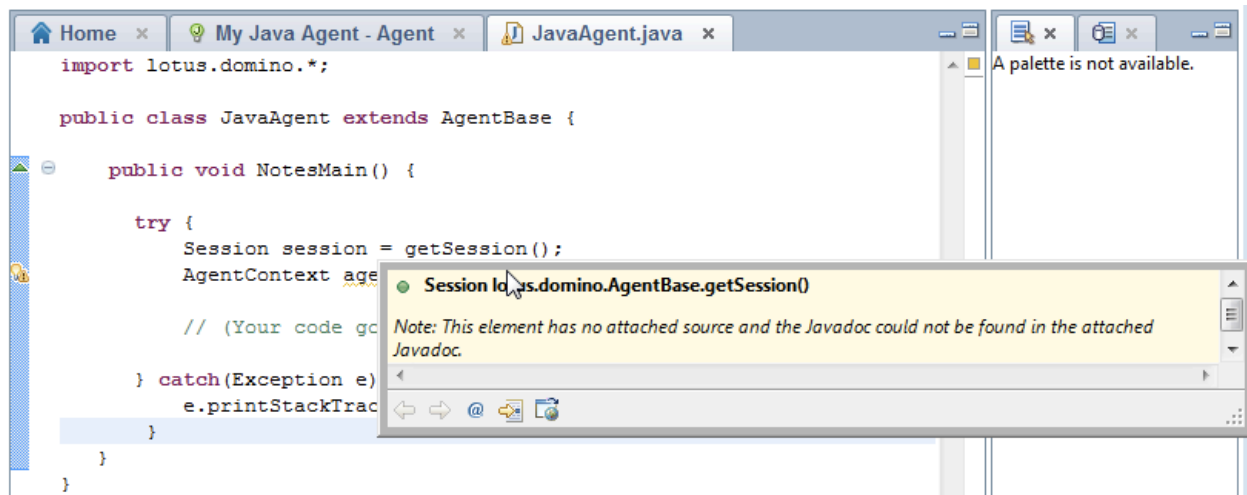 Home
My Java Agent - Agent
JavaAgent.java
A palette is not available.
import lotus.domino.*;
public class JavaAgent extends AgentBase {
public void NotesMain() {
try {
Session session = getSession();
AgentContext age
// (Your code go
} catch(Exception e)
e.printStackTrac
}
}
}
Session lotus.domino.AgentBase.getSession()
Note: This element has no attached source and the Javadoc could not be found in the attached
Javadoc.
@